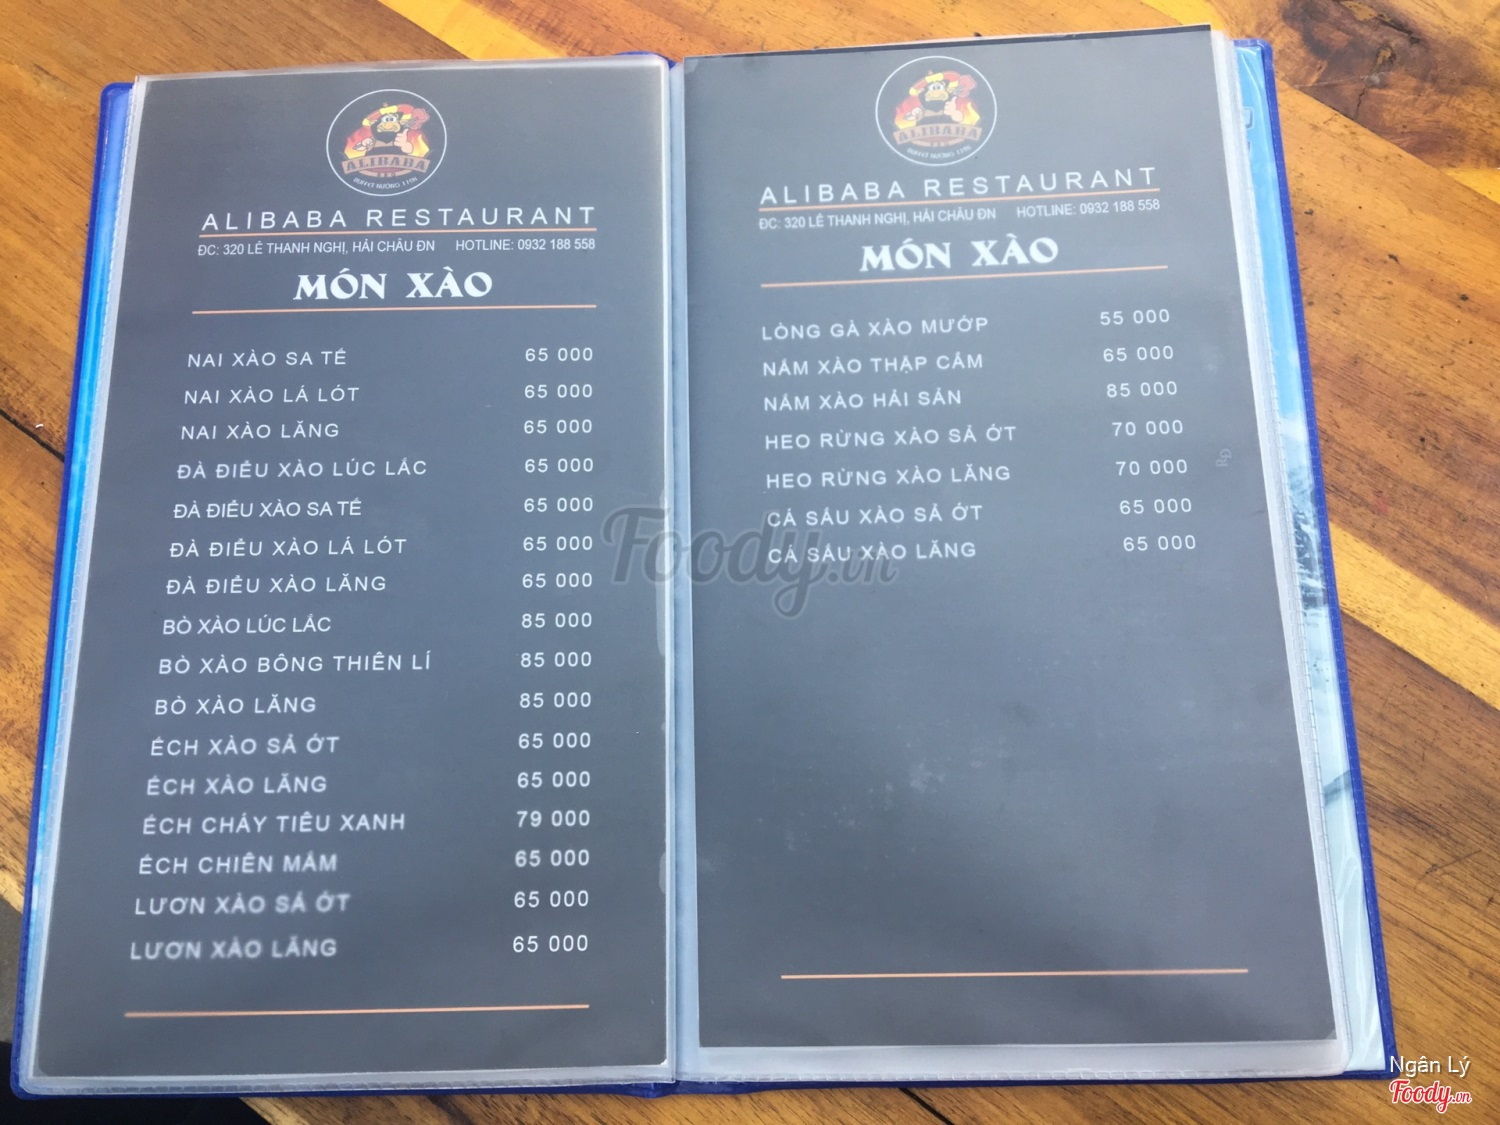 ALIBABA
BUFFET NƯỚNG 119K
ALIBABA RESTAURANT
ĐC: 320 LÊ THANH NGHỊ, HẢI CHÂU ĐN HOTLINE: 0932 188 558
MÓN XÀO
NAI XÀO SA TẾ 65 000
NAI XÀO LÁ LÓT 65 000
NAI XÀO LĂNG 65 000
ĐÀ ĐIỂU XÀO LÚC LẮC 65 000
ĐÀ ĐIỂU XÀO SA TẾ 65 000
ĐÀ ĐIỂU XÀO LÁ LÓT 65 000
ĐÀ ĐIỂU XÀO LĂNG 65 000
BÒ XÀO LÚC LẮC 85 000
BÒ XÀO BÔNG THIÊN LÍ 85 000
BÒ XÀO LĂNG 85 000
ẾCH XÀO SẢ ỚT 65 000
ẾCH XÀO LĂNG 65 000
ẾCH CHÁY TIÊU XANH 79 000
ẾCH CHIÊN MẮM 65 000
LƯƠN XÀO SẢ ỚT 65 000
LƯƠN XÀO LĂNG 65 000
ALIBABA
BUFFET NƯỚNG 119K
ALIBABA RESTAURANT
ĐC: 320 LÊ THANH NGHỊ, HẢI CHÂU ĐN HOTLINE: 0932 188 558
MÓN XÀO
LÒNG GÀ XÀO MƯỚP 55 000
NẤM XÀO THẬP CẨM 65 000
NẤM XÀO HẢI SẢN 85 000
HEO RỪNG XÀO SẢ ỚT 70 000
HEO RỪNG XÀO LĂNG 70 000
CÁ SẤU XÀO SẢ ỚT 65 000
CÁ SẤU XÀO LĂNG 65 000
Foody.vn
Ngân Lý
Foody.vn